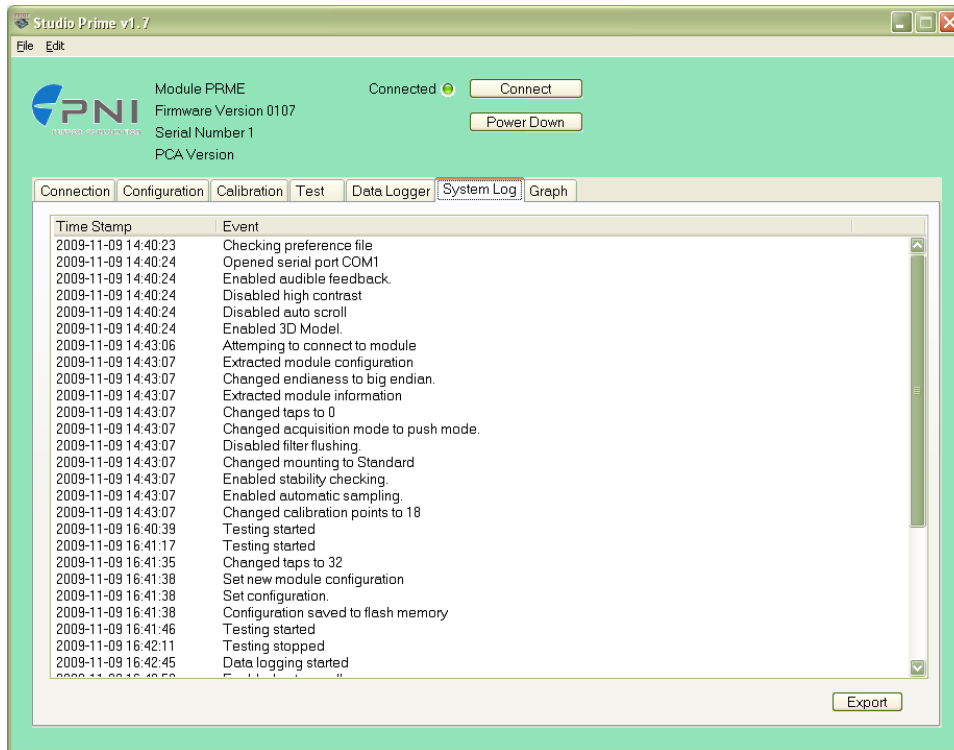 Studio Prime v1.7
File Edit
PNI
Module PRME
Firmware Version 0107
Serial Number 1
PCA Version
Connected
Connect
Power Down
Connection Configuration Calibration Test Data Logger System Log Graph
Time Stamp Event
2009-11-09 14:40:23 Checking preference file
2009-11-09 14:40:24 Opened serial port COM1
2009-11-09 14:40:24 Enabled audible feedback.
2009-11-09 14:40:24 Disabled high contrast
2009-11-09 14:40:24 Disabled auto scroll
2009-11-09 14:40:24 Enabled 3D Model.
2009-11-09 14:43:06 Attemping to connect to module
2009-11-09 14:43:07 Extracted module configuration
2009-11-09 14:43:07 Changed endianess to big endian.
2009-11-09 14:43:07 Extracted module information
2009-11-09 14:43:07 Changed taps to 0
2009-11-09 14:43:07 Changed acquisition mode to push mode.
2009-11-09 14:43:07 Disabled filter flushing.
2009-11-09 14:43:07 Changed mounting to Standard
2009-11-09 14:43:07 Enabled stability checking.
2009-11-09 14:43:07 Enabled automatic sampling.
2009-11-09 14:43:07 Changed calibration points to 18
2009-11-09 16:40:39 Testing started
2009-11-09 16:41:17 Testing started
2009-11-09 16:41:35 Changed taps to 32
2009-11-09 16:41:38 Set new module configuration
2009-11-09 16:41:38 Set configuration.
2009-11-09 16:41:38 Configuration saved to flash memory
2009-11-09 16:41:46 Testing started
2009-11-09 16:42:11 Testing stopped
2009-11-09 16:42:45 Data logging started
Export